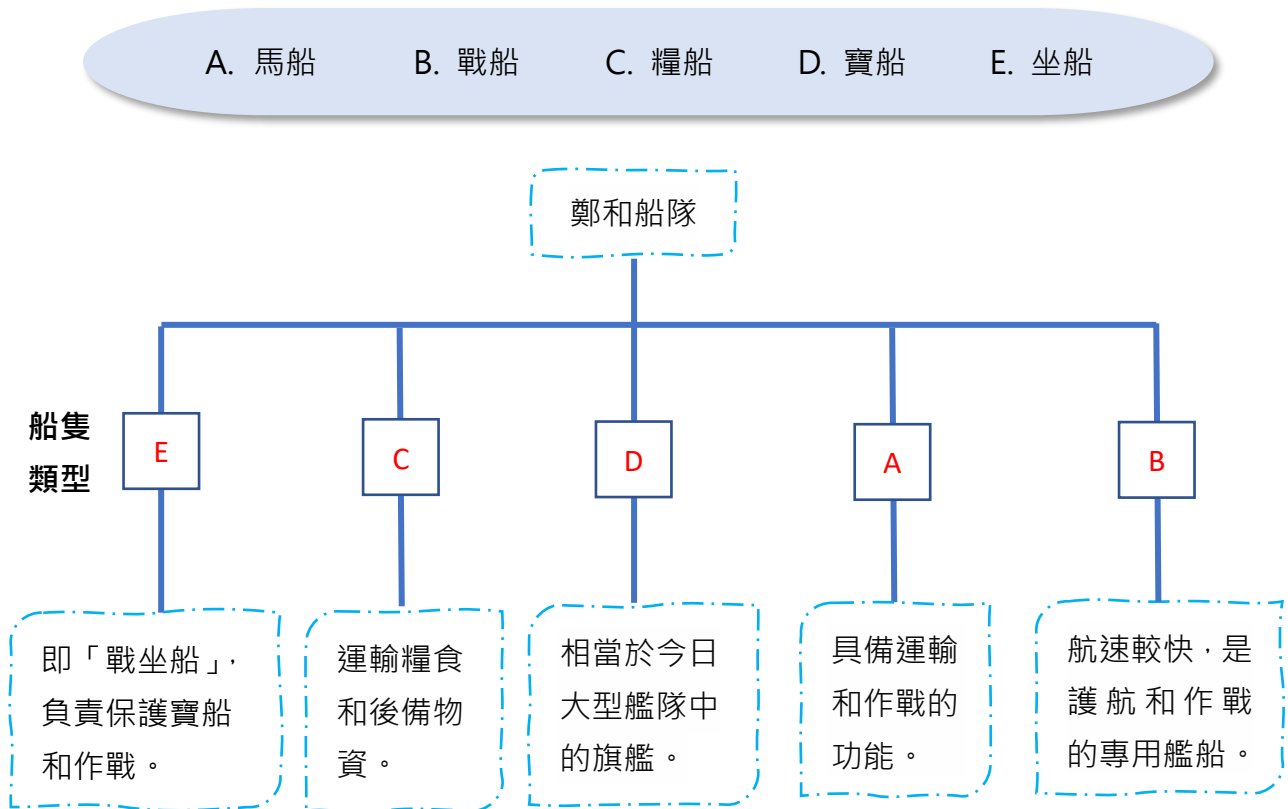 A. 馬船 B. 戰船 C. 糧船 D. 寶船 E. 坐船
鄭和船隊
船隻
類型
E
C
D
A
B
即「戰坐船」，
負責保護寶船
和作戰。
運輸糧食
和後備物
資。
相當於今日
大型艦隊中
的旗艦。
具備運輸
和作戰的
功能。
航速較快，是
護航和作戰
的專用艦船。